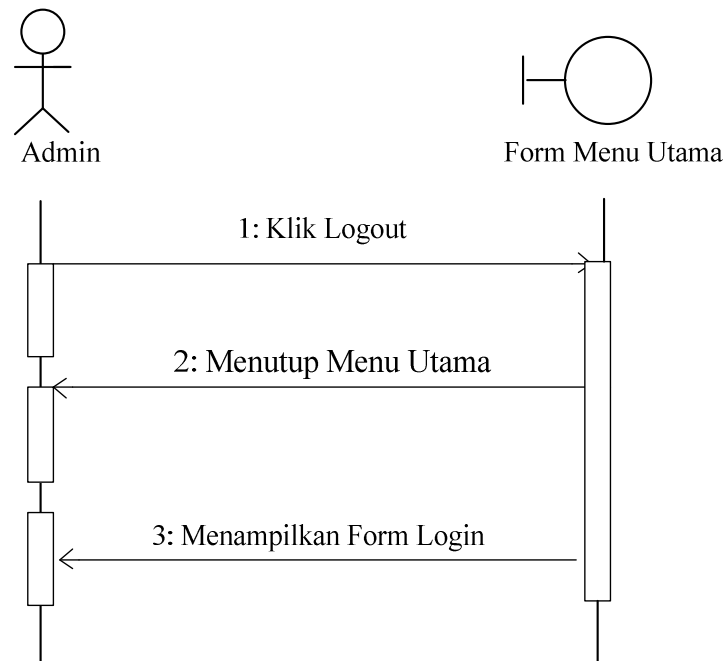 Admin
Form Menu Utama
1: Klik Logout
2: Menutup Menu Utama
3: Menampilkan Form Login